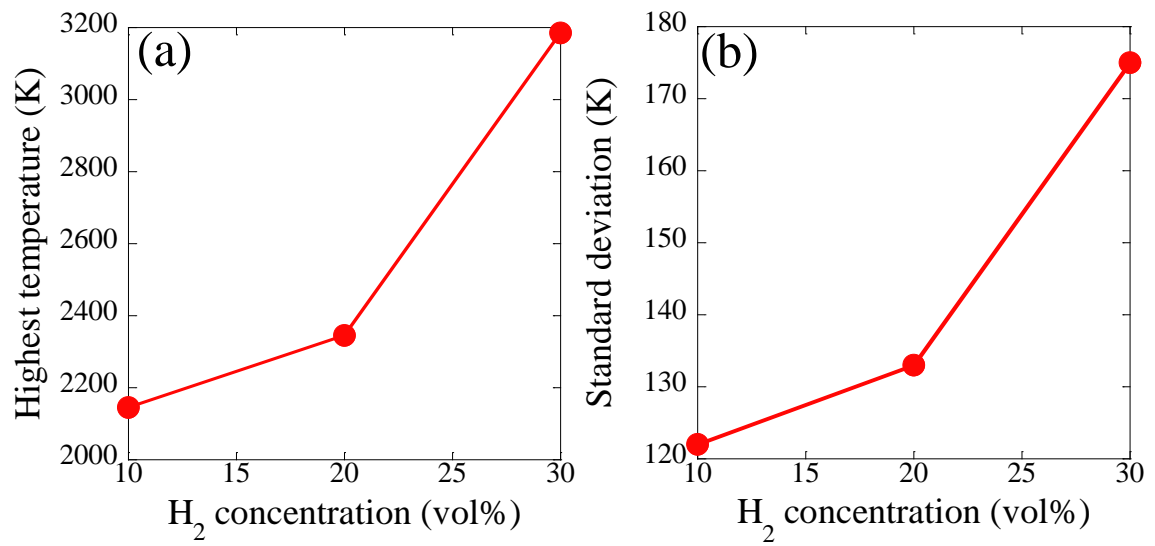 (a)
Highest temperature (K)
3200
3000
2800
2600
2400
2200
2000
10 15 20 25 30
H₂ concentration (vol%)
(b)
Standard deviation (K)
180
170
160
150
140
130
120
10 15 20 25 30
H₂ concentration (vol%)